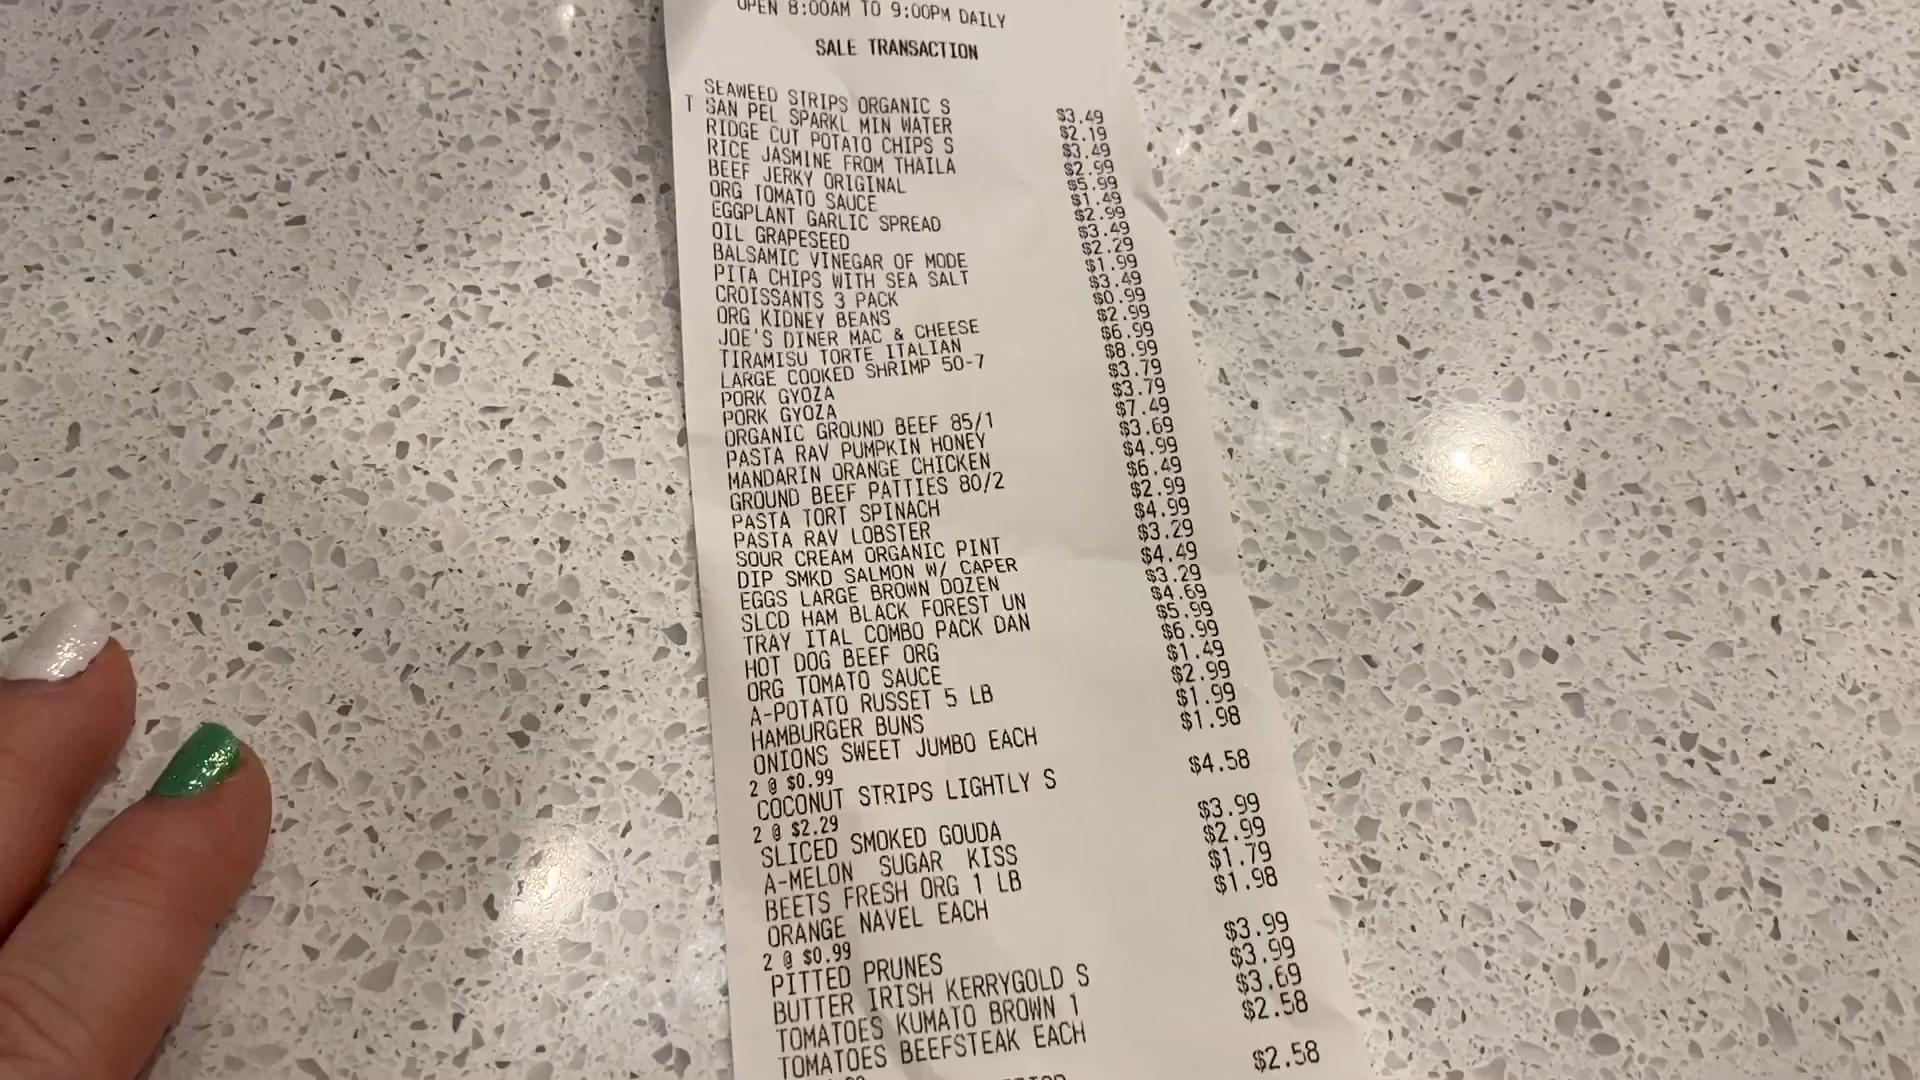 OPEN 8:00AM TO 9:00PM DAILY
SALE TRANSACTION
SEAWEED STRIPS ORGANIC S $3.49
T SAN PEL SPARKL MIN WATER $2.19
RIDGE CUT POTATO CHIPS S $3.49
RICE JASMINE FROM THAILA $2.99
BEEF JERKY ORIGINAL $5.99
ORG TOMATO SAUCE $1.49
EGGPLANT GARLIC SPREAD $2.99
OIL GRAPESEED $3.49
BALSAMIC VINEGAR OF MODE $2.29
PITA CHIPS WITH SEA SALT $1.99
CROISSANTS 3 PACK $3.49
ORG KIDNEY BEANS $0.99
JOE'S DINER MAC & CHEESE $2.99
TIRAMISU TORTE ITALIAN $6.99
LARGE COOKED SHRIMP 50-7 $8.99
PORK GYOZA $3.79
PORK GYOZA $3.79
ORGANIC GROUND BEEF 85/1 $7.49
PASTA RAV PUMPKIN HONEY $3.69
MANDARIN ORANGE CHICKEN $4.99
GROUND BEEF PATTIES 80/2 $6.49
PASTA TORT SPINACH $2.99
PASTA RAV LOBSTER $4.99
SOUR CREAM ORGANIC PINT $3.29
DIP SMKD SALMON W/ CAPER $4.49
EGGS LARGE BROWN DOZEN $3.29
SLCD HAM BLACK FOREST UN $4.69
TRAY ITAL COMBO PACK DAN $5.99
HOT DOG BEEF ORG $6.99
ORG TOMATO SAUCE $1.49
A-POTATO RUSSET 5 LB $2.99
HAMBURGER BUNS $1.99
ONIONS SWEET JUMBO EACH $1.98
2 @ $0.99
COCONUT STRIPS LIGHTLY S $4.58
2 @ $2.29
SLICED SMOKED GOUDA $3.99
A-MELON SUGAR KISS $2.99
BEETS FRESH ORG 1 LB $1.79
ORANGE NAVEL EACH $1.98
2 @ $0.99
PITTED PRUNES $3.99
BUTTER IRISH KERRYGOLD S $3.99
TOMATOES KUMATO BROWN 1 $3.69
TOMATOES BEEFSTEAK EACH $2.58
$2.58